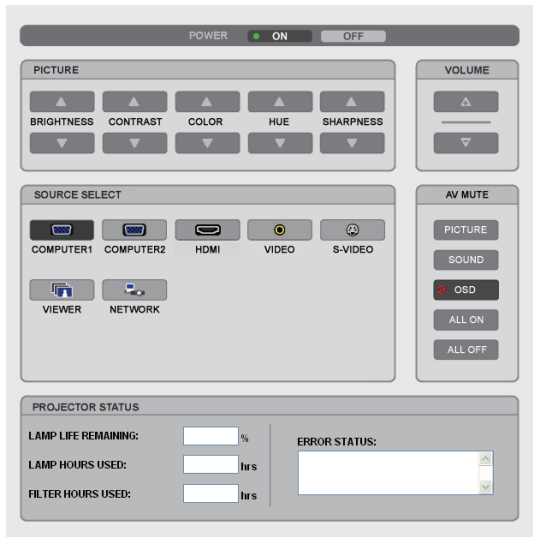 POWER ON OFF
PICTURE
BRIGHTNESS CONTRAST COLOR HUE SHARPNESS
VOLUME
SOURCE SELECT
COMPUTER1 COMPUTER2 HDMI VIDEO S-VIDEO
VIEWER NETWORK
AV MUTE
PICTURE
SOUND
OSD
ALL ON
ALL OFF
PROJECTOR STATUS
LAMP LIFE REMAINING: %
LAMP HOURS USED: hrs
FILTER HOURS USED: hrs
ERROR STATUS: